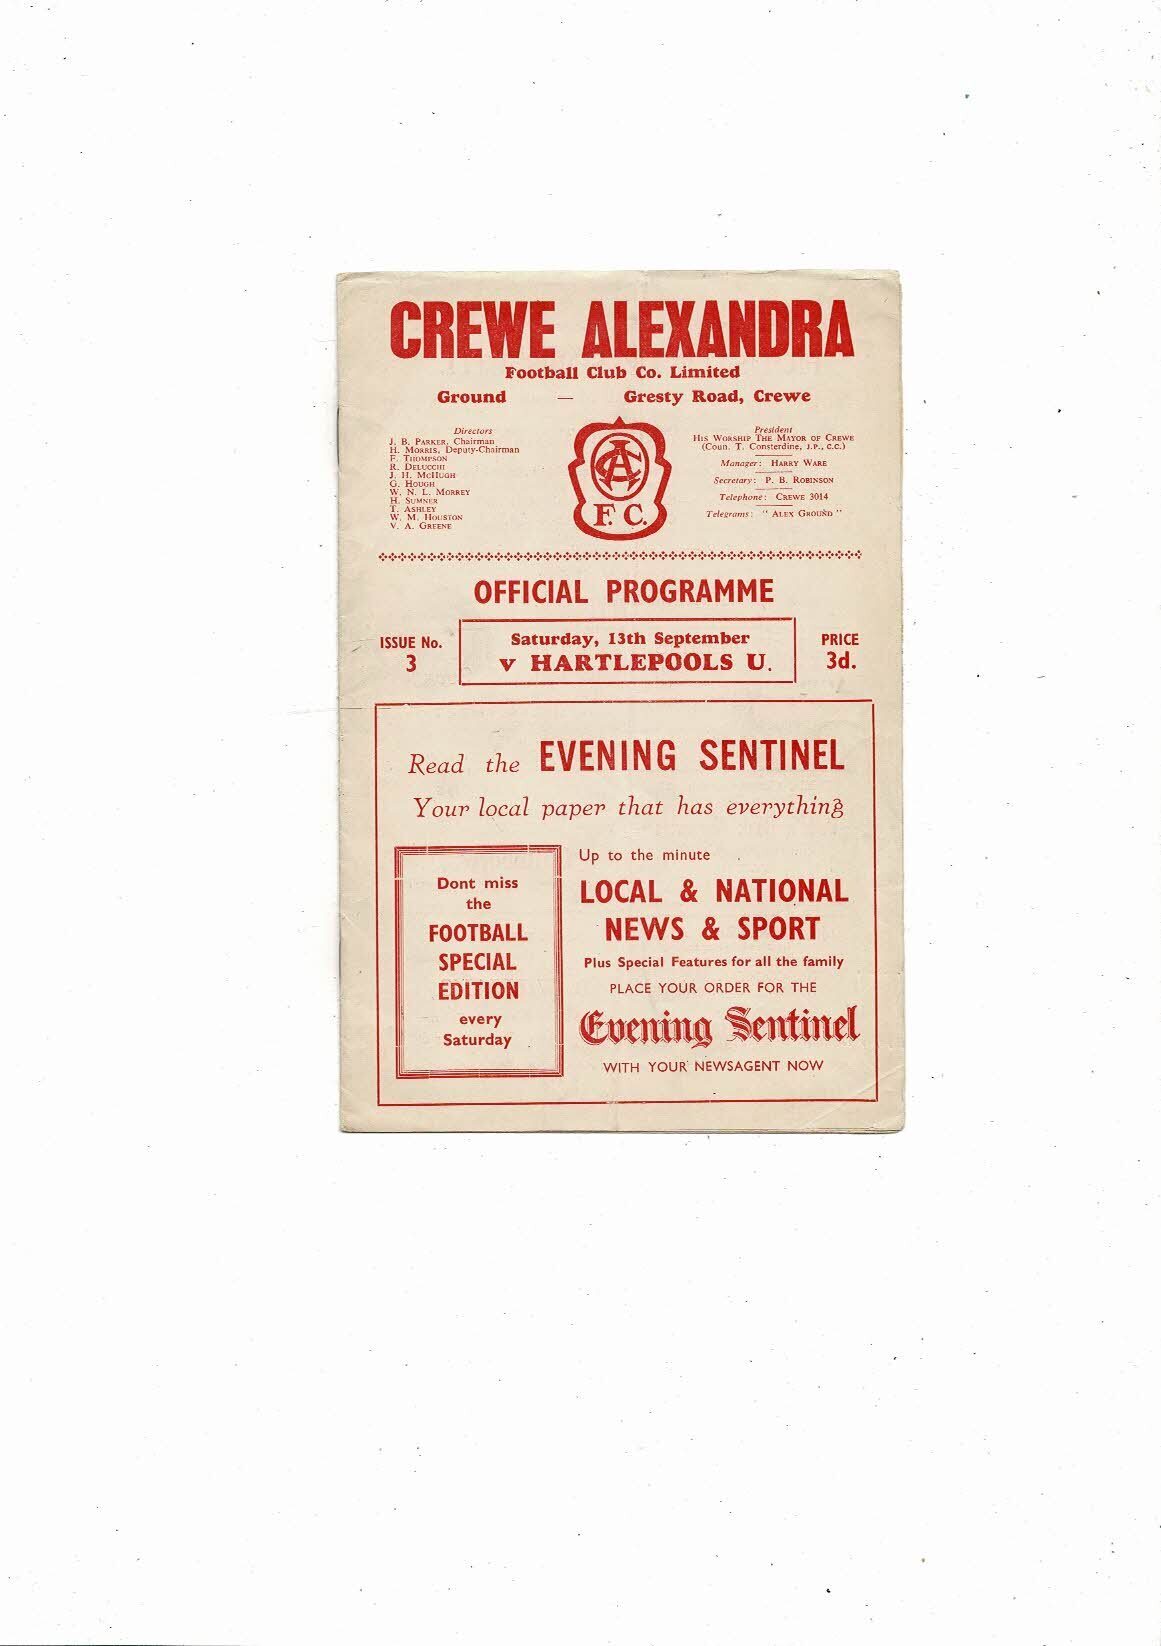 CREWE ALEXANDRA
Football Club Co. Limited
Ground — Gresty Road, Crewe
Directors
J. B. PARKER, Chairman
H. MORRIS, Deputy-Chairman
F. THOMPSON
R. DELUCCHI
J. H. MCHUGH
G. HOUGH
W. N. L. MORREY
H. SUMNER
T. ASHLEY
W. M. HOUSTON
V. A. GREENE
CA
F. C.
President
HIS WORSHIP THE MAYOR OF CREWE
(Coun. T. Consterdine, J.P., C.C.)
Manager: HARRY WARE
Secretary: P. B. ROBINSON
Telephone: CREWE 3014
Telegrams: "ALEX GROUND"
OFFICIAL PROGRAMME
ISSUE No.
3
Saturday, 13th September
v HARTLEPOOLS U.
PRICE
3d.
Read the EVENING SENTINEL
Your local paper that has everything
Dont miss
the
FOOTBALL
SPECIAL
EDITION
every
Saturday
Up to the minute
LOCAL & NATIONAL
NEWS & SPORT
Plus Special Features for all the family
PLACE YOUR ORDER FOR THE
Evening Sentinel
WITH YOUR NEWSAGENT NOW